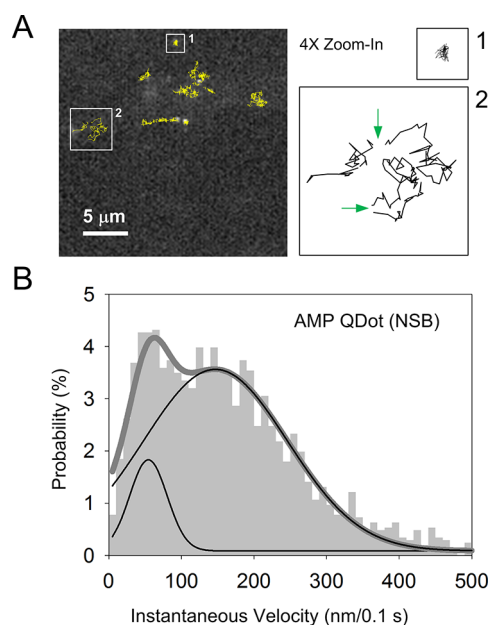 A
1
2
5 μm
4X Zoom-In
1
2
B
AMP QDot (NSB)
Probability (%)
5
4
3
2
1
0
0
100
200
300
400
500
Instantaneous Velocity (nm/0.1 s)